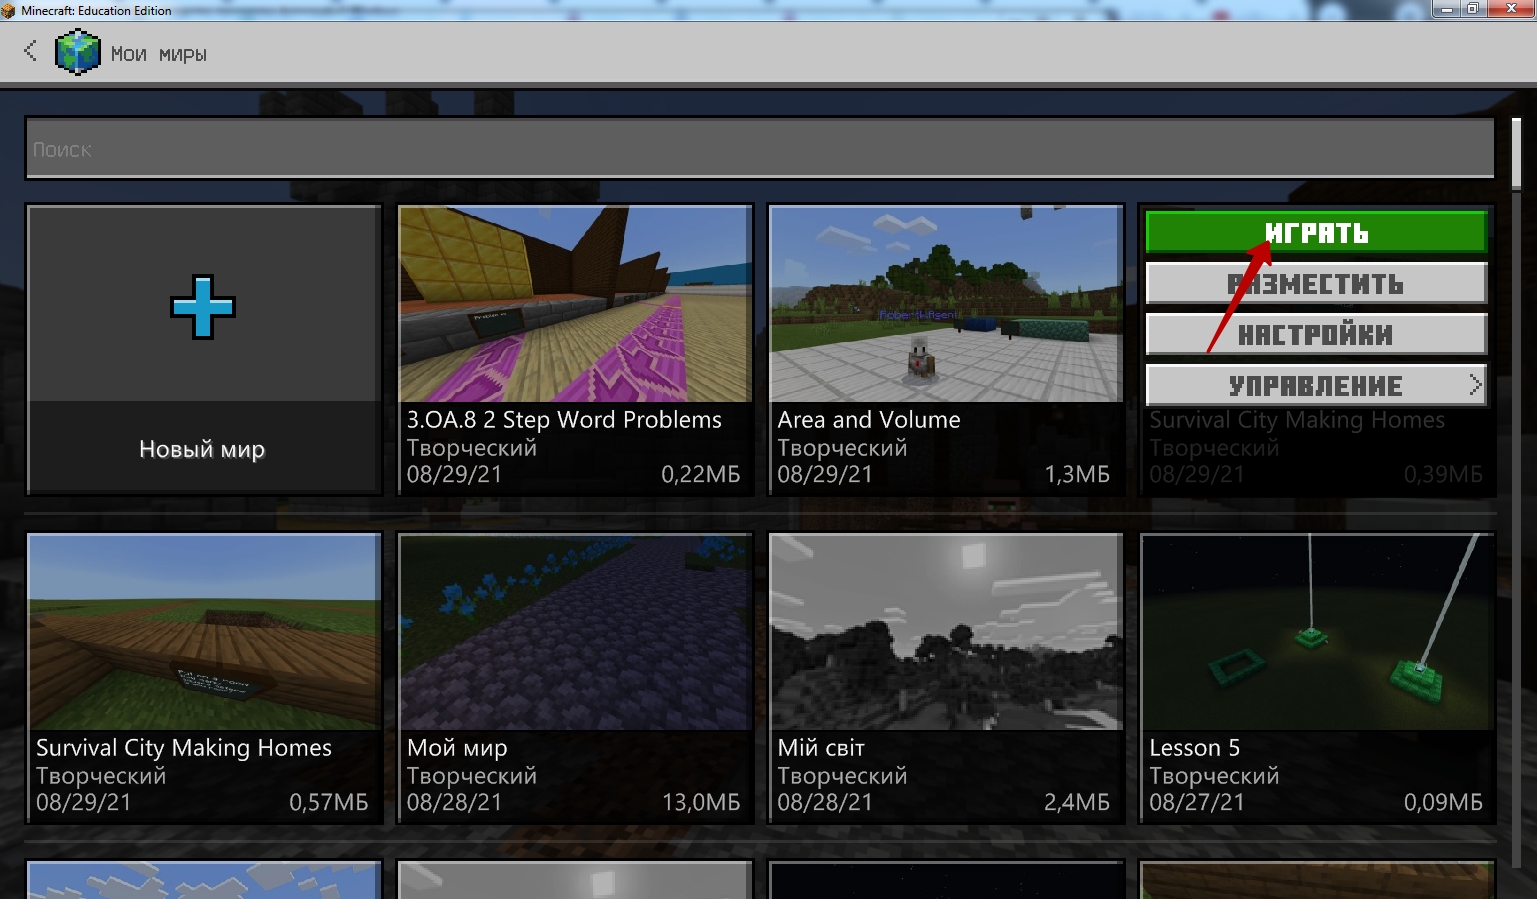 Minecraft: Education Edition
Мои миры
Поиск
ИГРАТЬ
РАЗМЕСТИТЬ
НАСТРОЙКИ
УПРАВЛЕНИЕ
Новый мир
3.OA.8 2 Step Word Problems
Творческий
08/29/21 0,22МБ
Area and Volume
Творческий
08/29/21 1,3МБ
Survival City Making Homes
Творческий
08/29/21 0,39МБ
Survival City Making Homes
Творческий
08/29/21 0,57МБ
Мой мир
Творческий
08/28/21 13,0МБ
Мій світ
Творческий
08/28/21 2,4МБ
Lesson 5
Творческий
08/27/21 0,09МБ